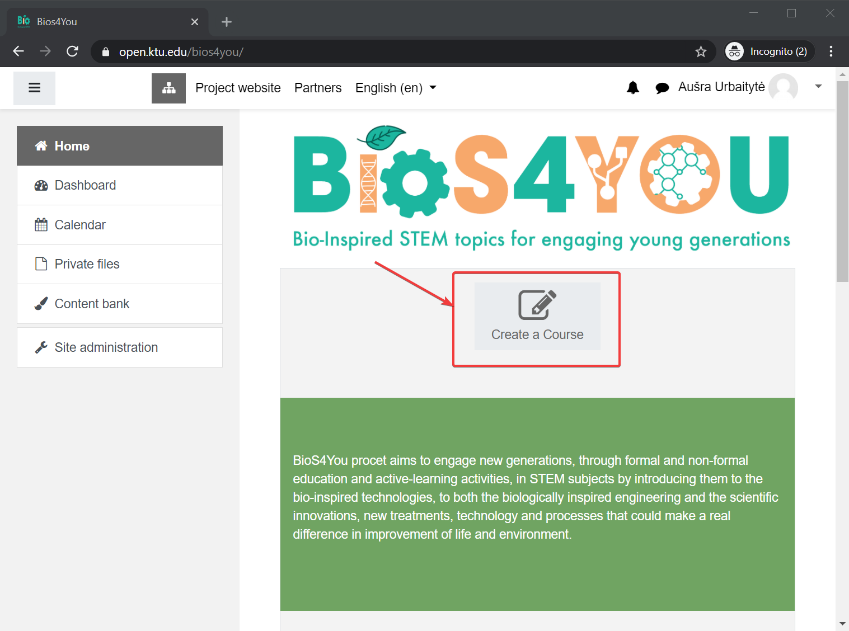 Bio Bios4You
open.ktu.edu/bios4you/
Incognito (2)
Project website Partners English (en)
Aušra Urbaitytė
Home
Dashboard
Calendar
Private files
Content bank
Site administration
BioS4YOU
Bio-Inspired STEM topics for engaging young generations
Create a Course
BioS4You procet aims to engage new generations, through formal and non-formal
education and active-learning activities, in STEM subjects by introducing them to the
bio-inspired technologies, to both the biologically inspired engineering and the scientific
innovations, new treatments, technology and processes that could make a real
difference in improvement of life and environment.